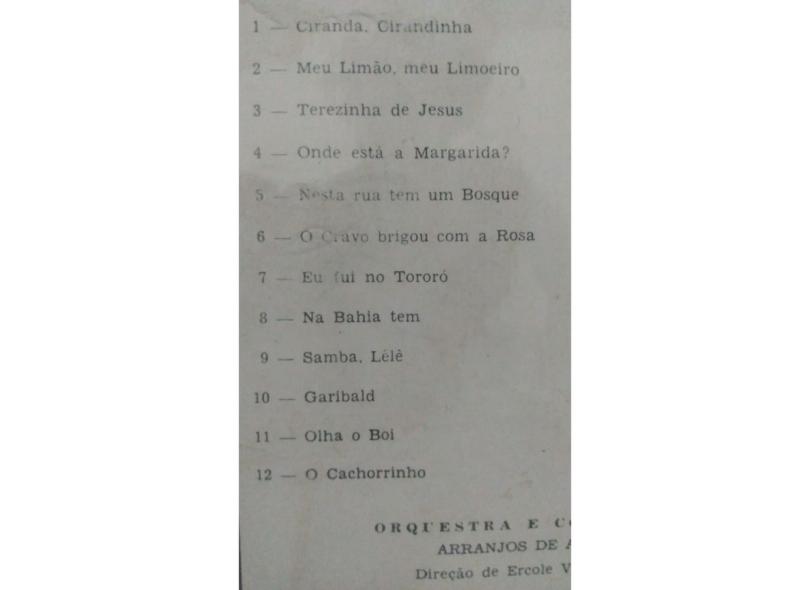 1 — Ciranda, Cirandinha
2 — Meu Limão, meu Limoeiro
3 — Terezinha de Jesus
4 — Onde está a Margarida?
5 — Nesta rua tem um Bosque
6 — O Cravo brigou com a Rosa
7 — Eu fui no Tororó
8 — Na Bahia tem
9 — Samba, Lélê
10 — Garibald
11 — Olha o Boi
12 — O Cachorrinho
ORQUESTRA E
ARRANJOS DE
Direção de Ercole